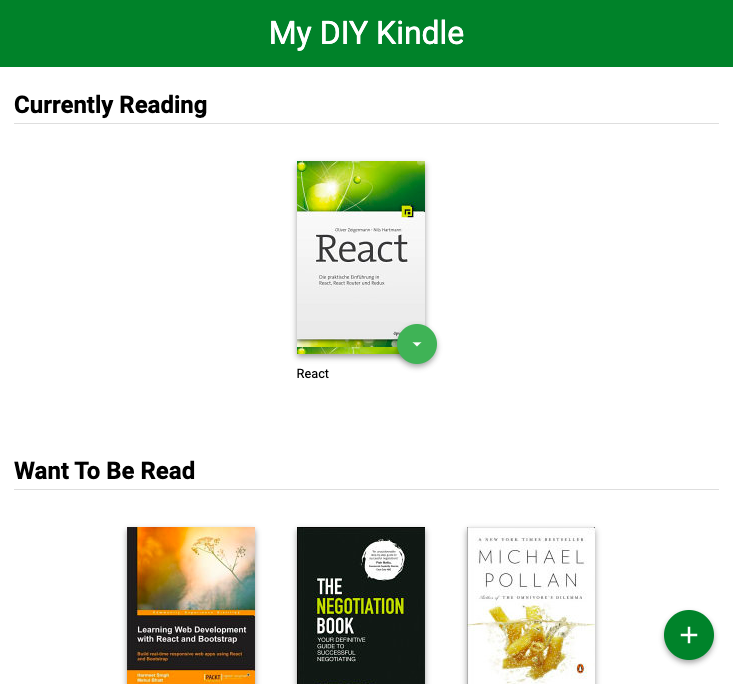 My DIY Kindle
Currently Reading
Oliver Zeigermann · Nils Hartmann
React
Die praktische Einführung in
React, React Router und Redux
React
Want To Be Read
Community Experience Distilled
Learning Web Development
with React and Bootstrap
Build real-time responsive web apps using React
and Bootstrap
Harmeet Singh
Mehul Bhatt
PACKT
THE
NEGOTIATION
BOOK
YOUR DEFINITIVE
GUIDE TO
SUCCESSFUL
NEGOTIATING
A NEW YORK TIMES BESTSELLER
MICHAEL
POLLAN
Author of THE OMNIVORE'S DILEMMA